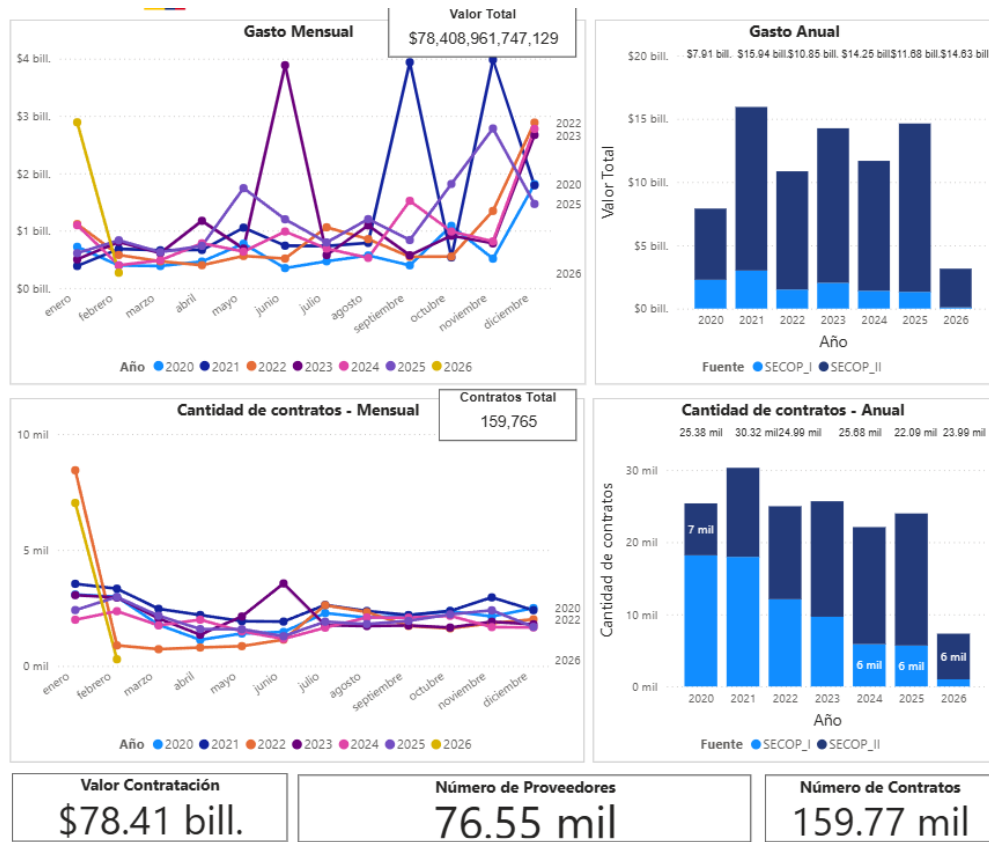 Valor Total
$78,408,961,747,129
Gasto Mensual
$4 bill.
$3 bill.
$2 bill.
$1 bill.
$0 bill.
2022
2023
2020
2025
2026
enero
febrero
marzo
abril
mayo
junio
julio
agosto
septiembre
octubre
noviembre
diciembre
Año 2020 2021 2022 2023 2024 2025 2026
Gasto Anual
$7.91 bill. $15.94 bill. $10.85 bill. $14.25 bill. $11.68 bill. $14.63 bill.
Valor Total
$20 bill.
$15 bill.
$10 bill.
$5 bill.
$0 bill.
2020 2021 2022 2023 2024 2025 2026
Año
Fuente SECOP_I SECOP_II
Contratos Total
159,765
Cantidad de contratos - Mensual
10 mil
5 mil
0 mil
2020
2022
2026
enero
febrero
marzo
abril
mayo
junio
julio
agosto
septiembre
octubre
noviembre
diciembre
Año 2020 2021 2022 2023 2024 2025 2026
Cantidad de contratos - Anual
25.38 mil 30.32 mil 24.99 mil 25.68 mil 22.09 mil 23.99 mil
Cantidad de contratos
30 mil
20 mil
10 mil
0 mil
7 mil
6 mil
6 mil
6 mil
2020 2021 2022 2023 2024 2025 2026
Año
Fuente SECOP_I SECOP_II
Valor Contratación
$78.41 bill.
Número de Proveedores
76.55 mil
Número de Contratos
159.77 mil